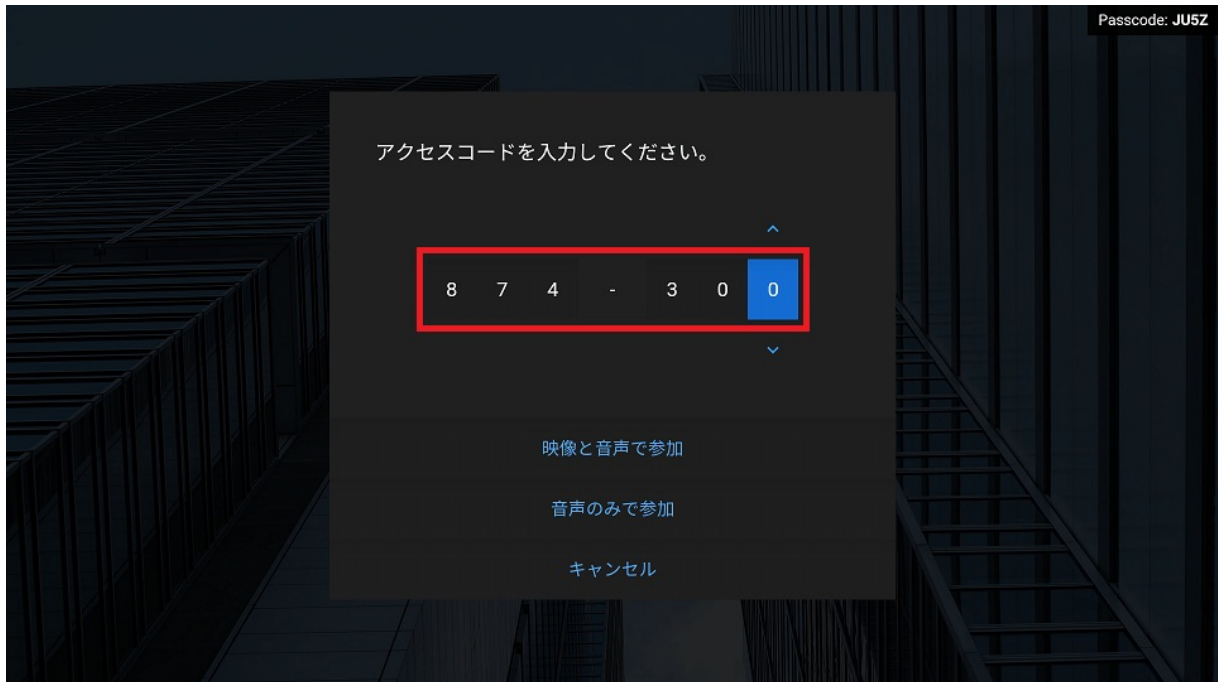 Passcode: JU5Z
アクセスコードを入力してください。
8 7 4 - 3 0 0
映像と音声で参加
音声のみで参加
キャンセル